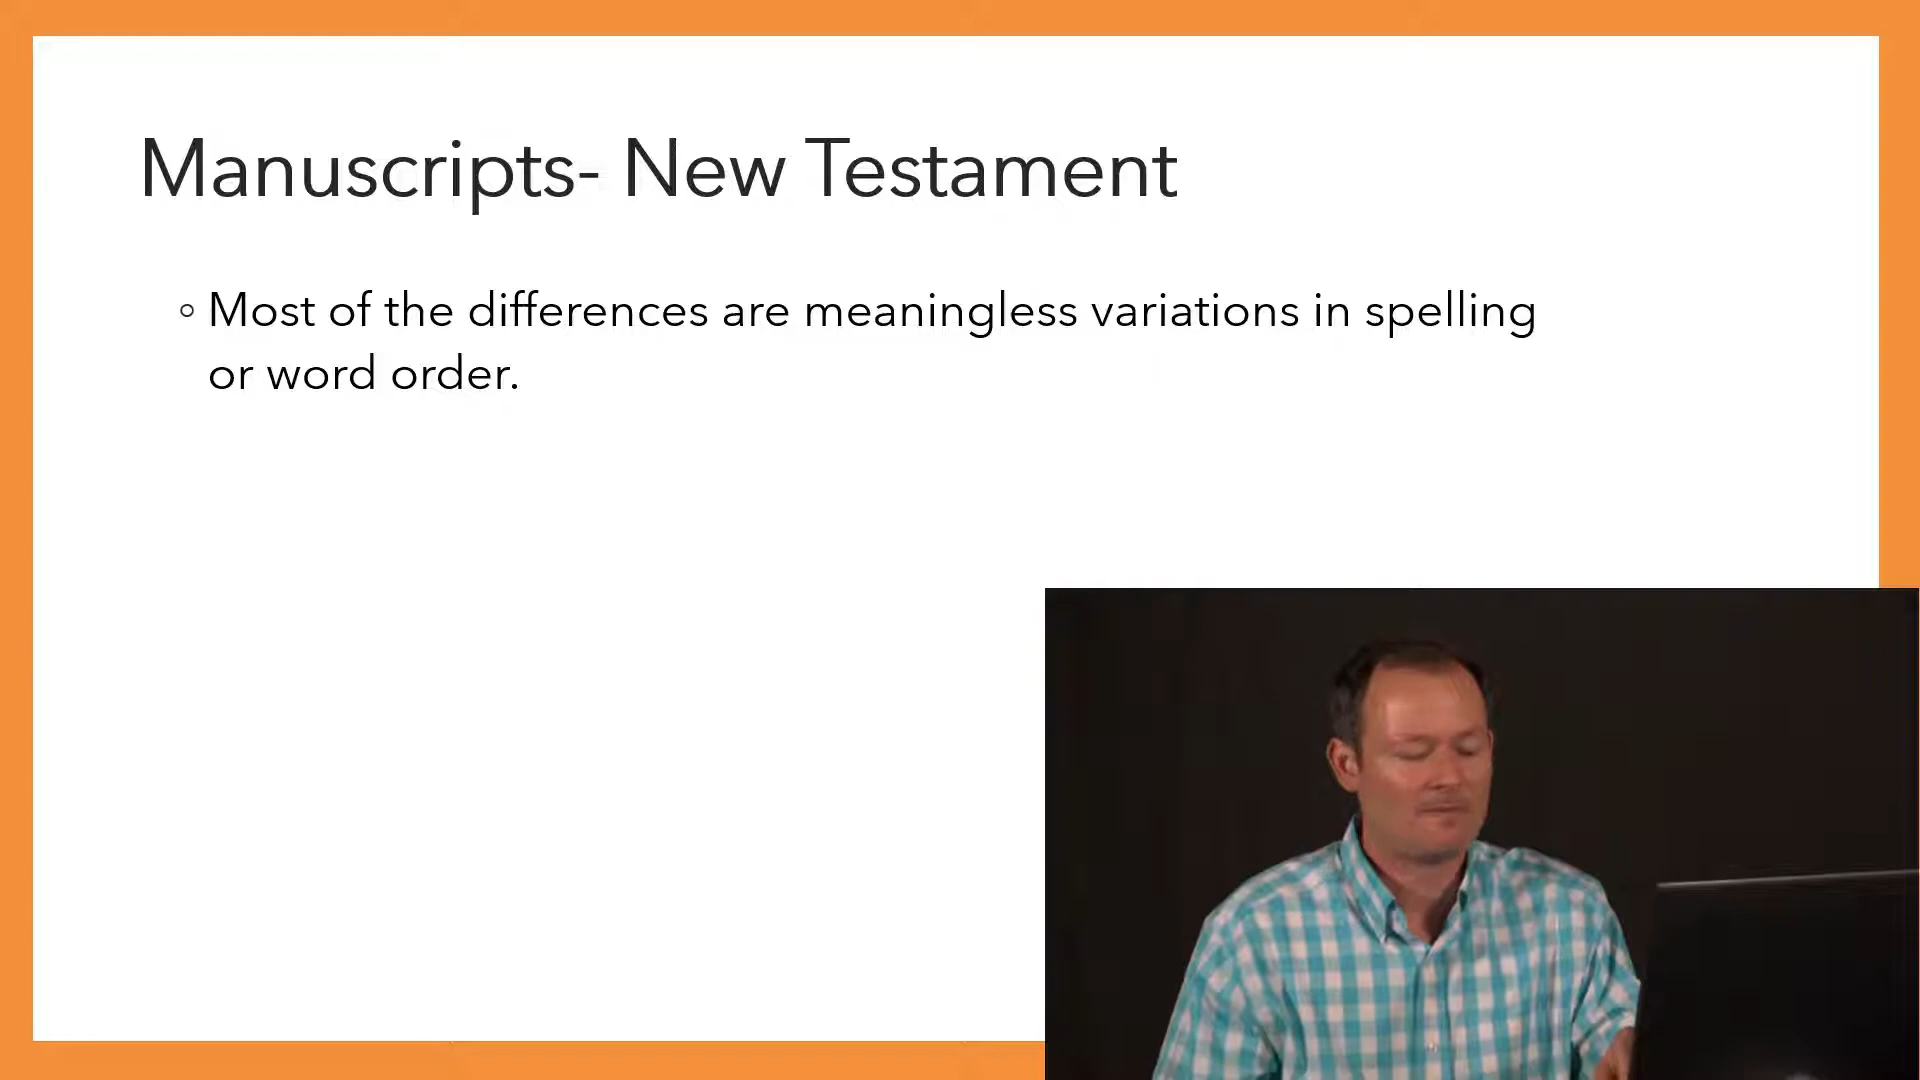 Manuscripts- New Testament
◦ Most of the differences are meaningless variations in spelling
or word order.